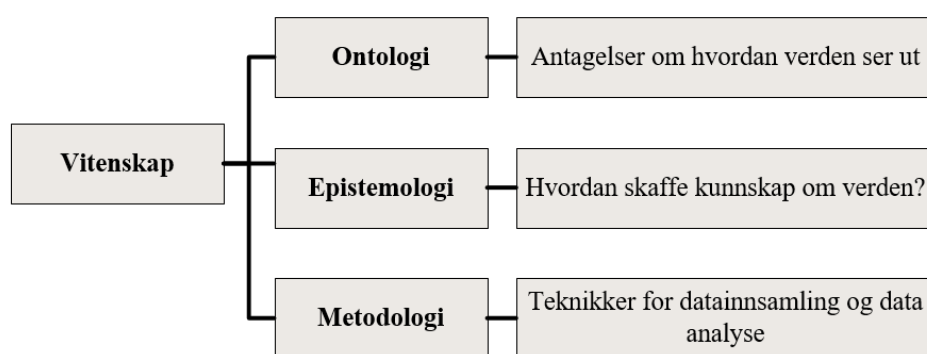 Ontologi
Antagelser om hvordan verden ser ut
Vitenskap
Epistemologi
Hvordan skaffe kunnskap om verden?
Metodologi
Teknikker for datainnsamling og data
analyse